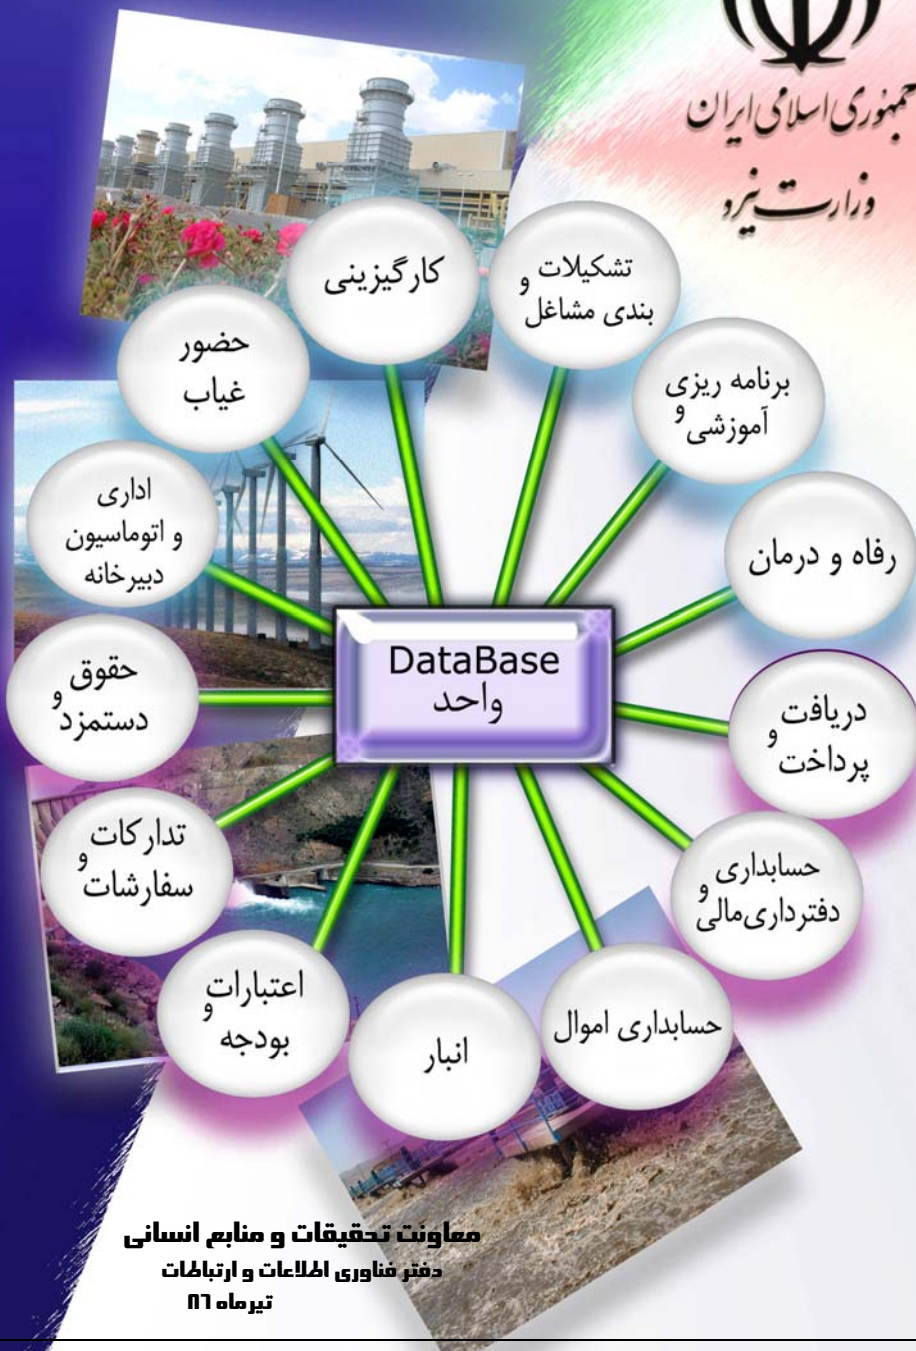 جمهوری اسلامی ایران
وزارت نیرو
کارگیزینی
تشکیلات و
بندی مشاغل
حضور
غیاب
برنامه ریزی
و
آموزشی
اداری
و اتوماسیون
دبیرخانه
رفاه و درمان
DataBase
واحد
حقوق
و
دستمزد
دریافت
و
پرداخت
تدارکات
و
سفارشات
حسابداری
و
دفترداری‌مالی
اعتبارات
و
بودجه
انبار
حسابداری اموال
معاونت تحقیقات و منابع انسانی
دفتر فناوری اطلاعات و ارتباطات
تیرماه ۸۶